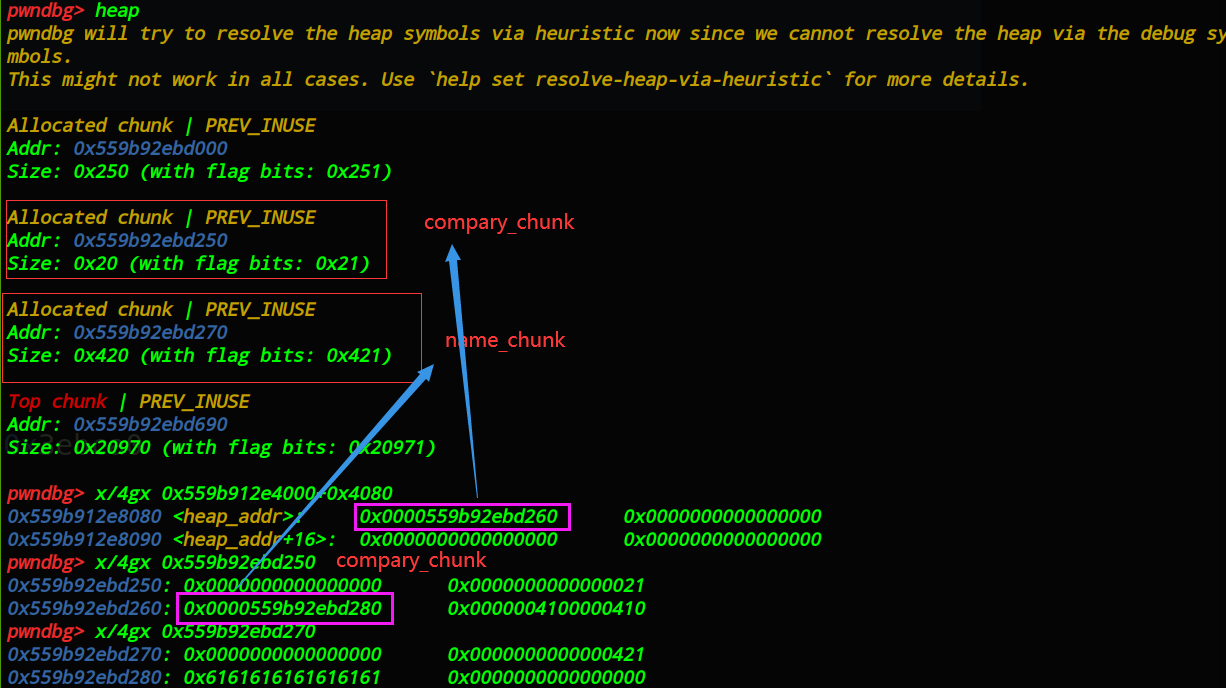 pwndbg> heap
pwndbg will try to resolve the heap symbols via heuristic now since we cannot resolve the heap via the debug sy
mbols.
This might not work in all cases. Use `help set resolve-heap-via-heuristic` for more details.
Allocated chunk | PREV_INUSE
Addr: 0x559b92ebd000
Size: 0x250 (with flag bits: 0x251)
Allocated chunk | PREV_INUSE
compary_chunk
Addr: 0x559b92ebd250
Size: 0x20 (with flag bits: 0x21)
Allocated chunk | PREV_INUSE
Addr: 0x559b92ebd270
name_chunk
Size: 0x420 (with flag bits: 0x421)
Top chunk | PREV_INUSE
Addr: 0x559b92ebd690
Size: 0x20970 (with flag bits: 0x20971)
pwndbg> x/4gx 0x559b912e4000+0x4080
0x559b912e8080 <heap_addr>: 0x0000559b92ebd260 0x0000000000000000
0x559b912e8090 <heap_addr+16>: 0x0000000000000000 0x0000000000000000
pwndbg> x/4gx 0x559b92ebd250 compary_chunk
0x559b92ebd250: 0x0000000000000000 0x0000000000000021
0x559b92ebd260: 0x0000559b92ebd280 0x0000004100000410
pwndbg> x/4gx 0x559b92ebd270
0x559b92ebd270: 0x0000000000000000 0x0000000000000421
0x559b92ebd280: 0x6161616161616161 0x0000000000000000